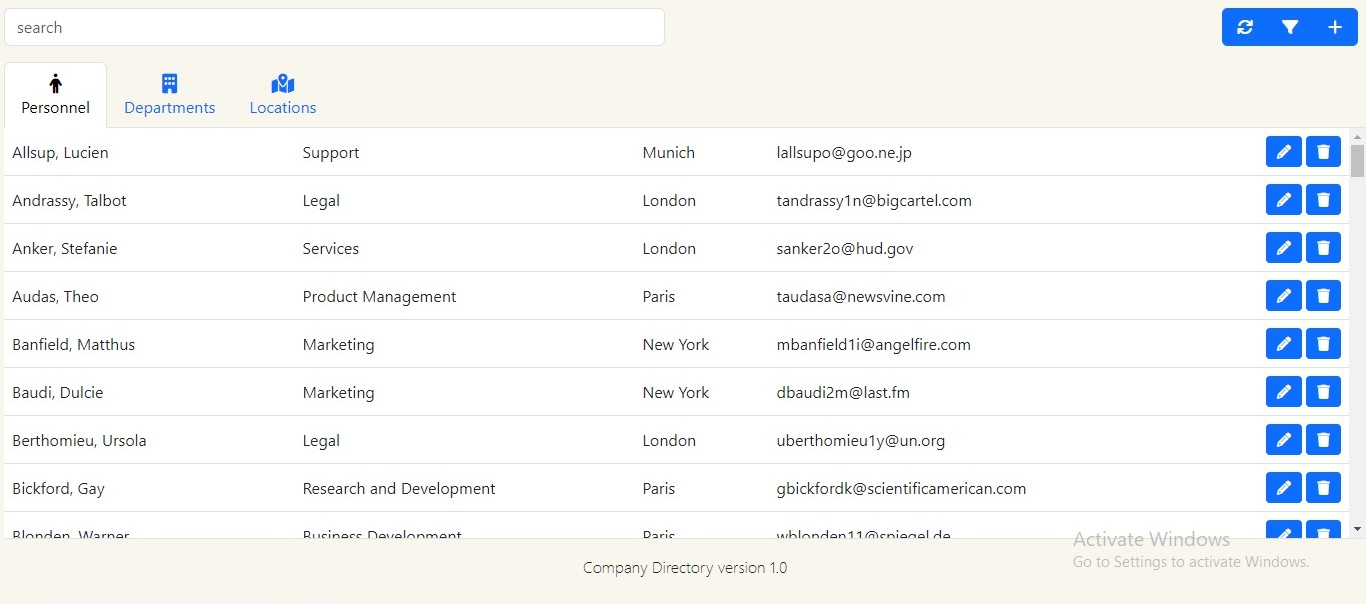 search
Personnel Departments Locations
Allsup, Lucien Support Munich lallsupo@goo.ne.jp
Andrassy, Talbot Legal London tandrassy1n@bigcartel.com
Anker, Stefanie Services London sanker2o@hud.gov
Audas, Theo Product Management Paris taudasa@newsvine.com
Banfield, Matthus Marketing New York mbanfield1i@angelfire.com
Baudi, Dulcie Marketing New York dbaudi2m@last.fm
Berthomieu, Ursola Legal London uberthomieu1y@un.org
Bickford, Gay Research and Development Paris gbickfordk@scientificamerican.com
Blonden, Warner Business Development Paris wblonden11@spiegel.de
Activate Windows
Go to Settings to activate Windows.
Company Directory version 1.0